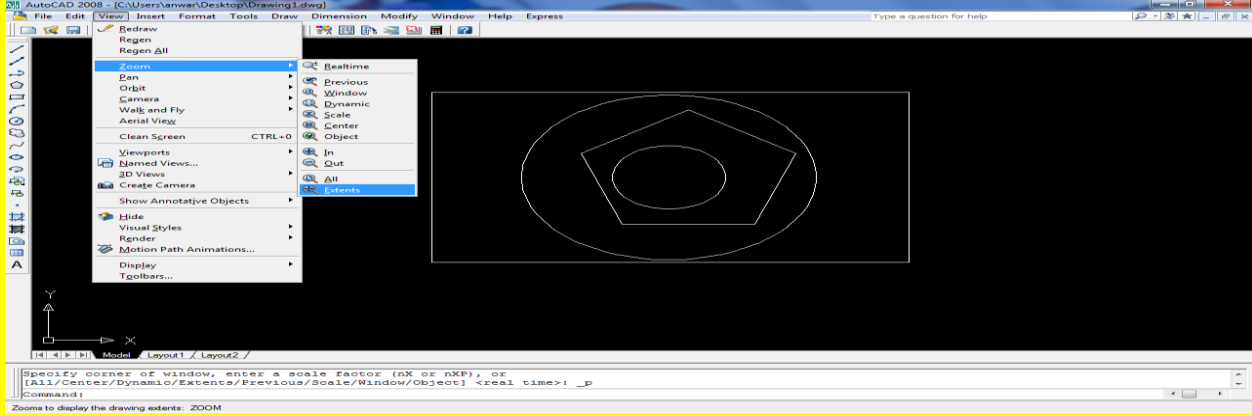 AutoCAD 2008 - [C:\Users\anwar\Desktop\Drawing1.dwg]
File Edit View Insert Format Tools Draw Dimension Modify Window Help Express Type a question for help
Redraw
Regen
Regen All
Zoom
Pan
Orbit
Camera
Walk and Fly
Aerial View
Clean Screen CTRL+0
Viewports
Named Views...
3D Views
Create Camera
Show Annotative Objects
Hide
Visual Styles
Render
Motion Path Animations...
Display
Toolbars...
Realtime
Previous
Window
Dynamic
Scale
Center
Object
In
Out
All
Extents
A
Y
X
Model Layout1 Layout2
Specify corner of window, enter a scale factor (nX or nXP), or
[All/Center/Dynamic/Extents/Previous/Scale/Window/Object] <real time>: _p
Command:
Zooms to display the drawing extents: ZOOM